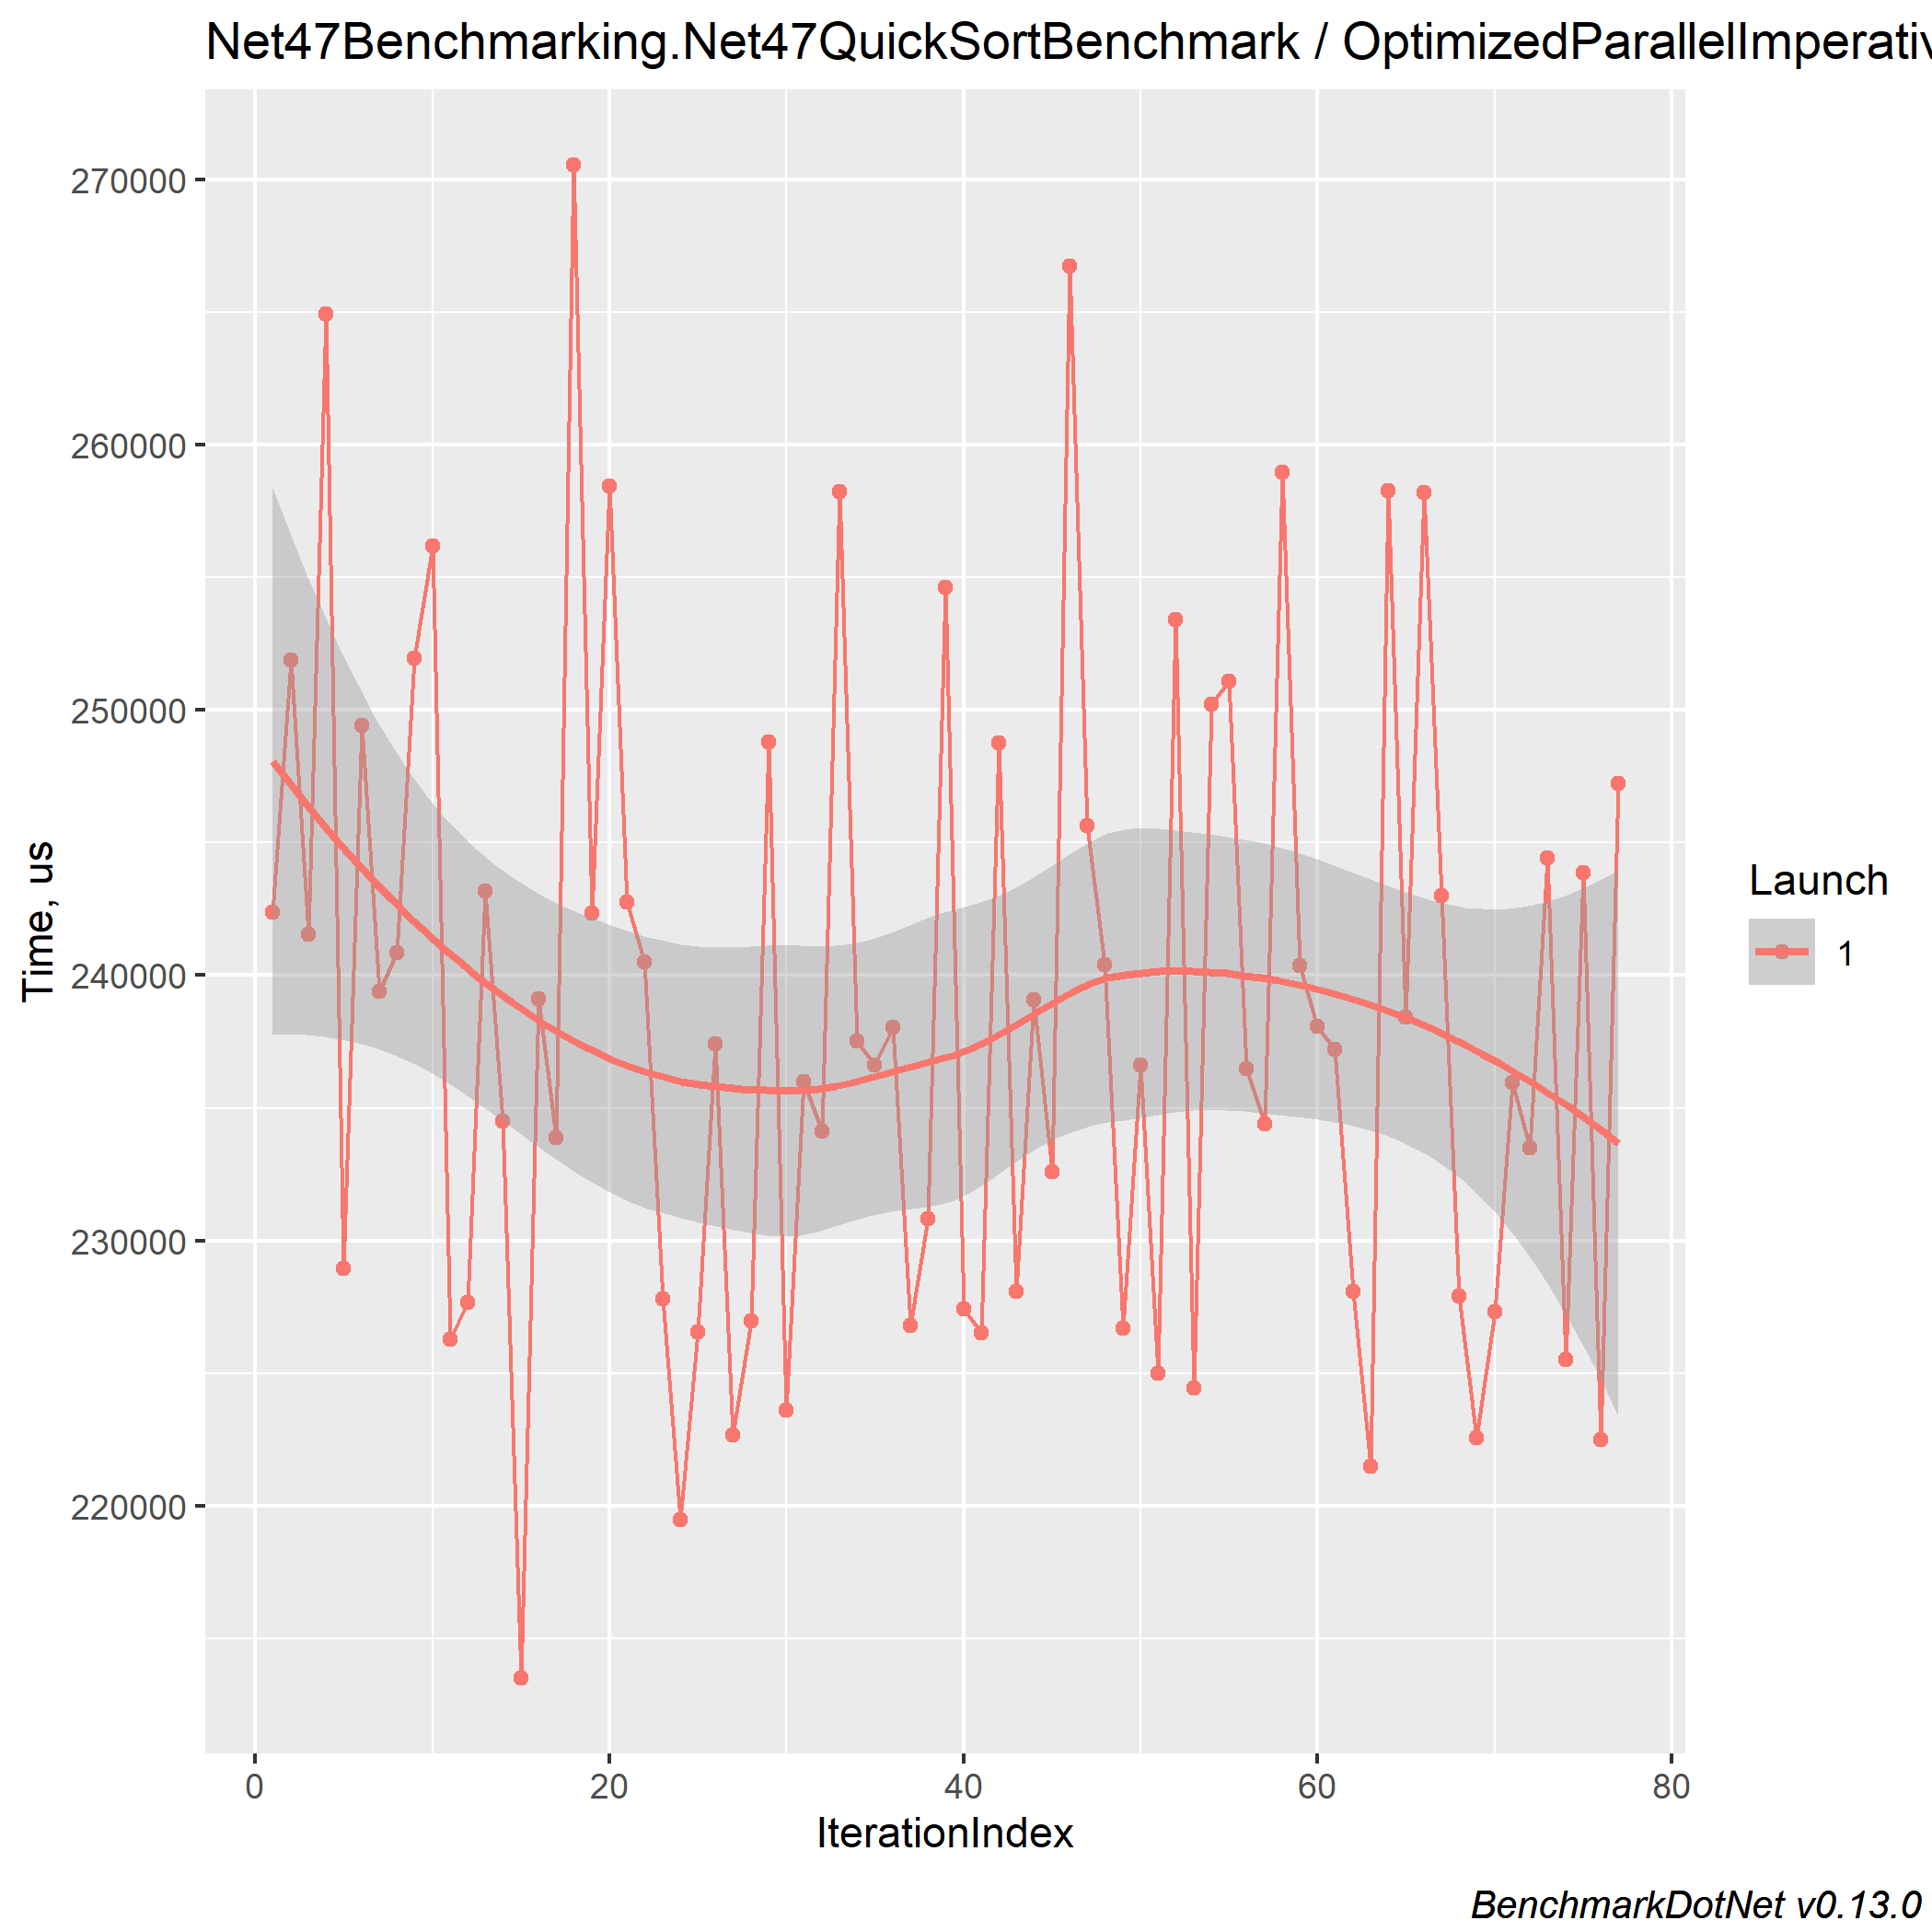 Net47Benchmarking.Net47QuickSortBenchmark / OptimizedParallelImperativ
270000
260000
250000
240000
230000
220000
Time, us
0 20 40 60 80
IterationIndex
Launch
1
BenchmarkDotNet v0.13.0